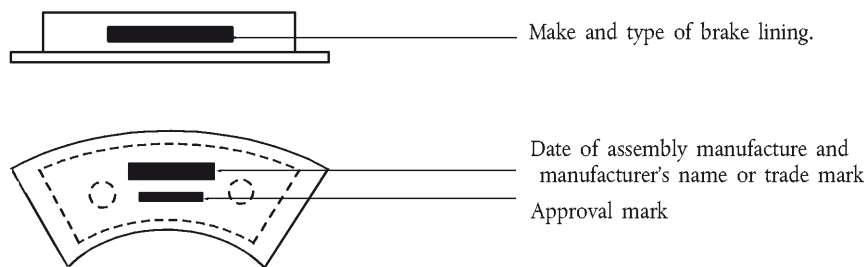 Make and type of brake lining.
Date of assembly manufacture and
manufacturer's name or trade mark
Approval mark